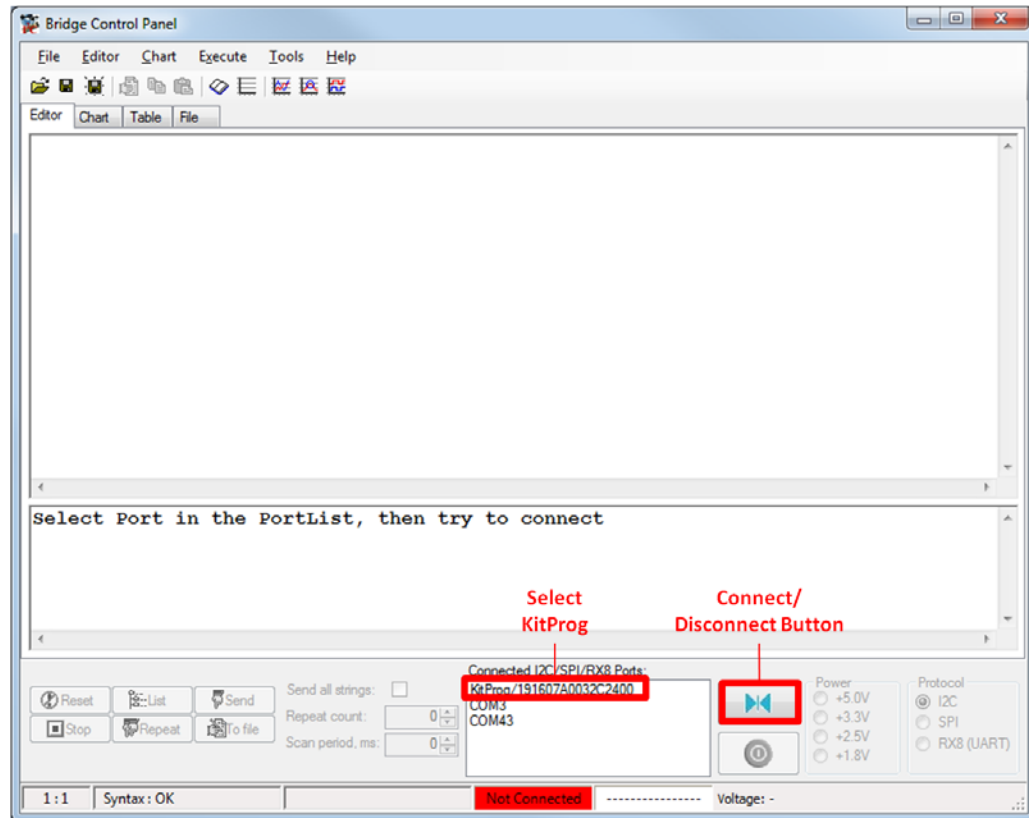 Bridge Control Panel
File Editor Chart Execute Tools Help
Editor Chart Table File
Select Port in the PortList, then try to connect
Select
KitProg
Connect/
Disconnect Button
Connected I2C/SPI/RX8 Ports:
KitProg/191607A0032C2400
COM3
COM43
Reset List Send
Stop Repeat To file
Send all strings:
Repeat count: 0
Scan period, ms: 0
Power
+5.0V
+3.3V
+2.5V
+1.8V
Protocol
I2C
SPI
RX8 (UART)
1:1 Syntax: OK Not Connected ---------------- Voltage: -